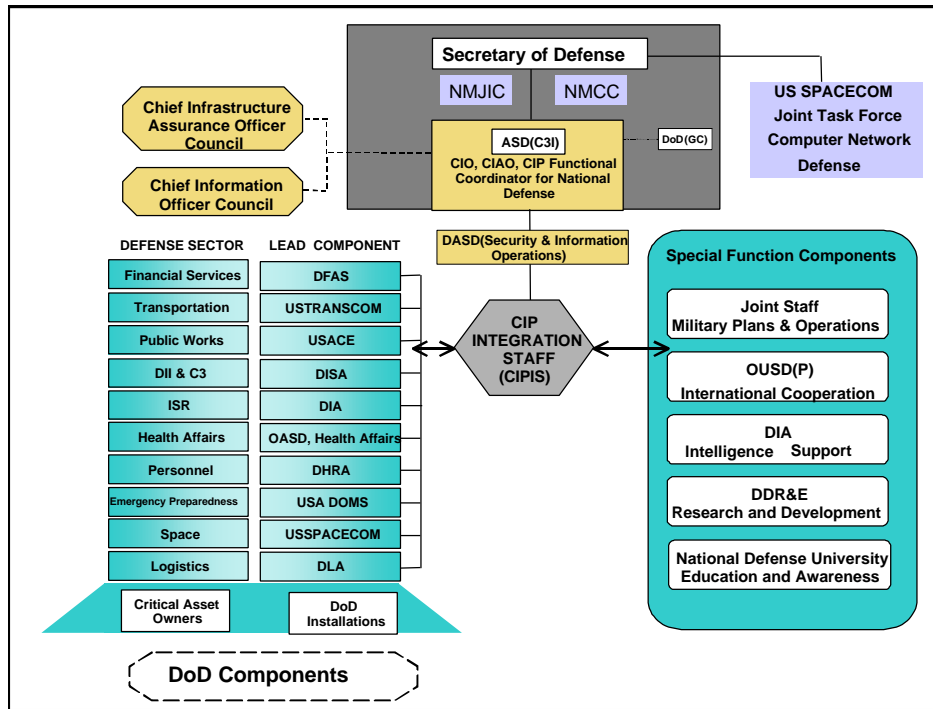 Secretary of Defense
NMJIC
NMCC
US SPACECOM
Joint Task Force
Computer Network
Defense
Chief Infrastructure
Assurance Officer
Council
Chief Information
Officer Council
ASD(C3I)
CIO, CIAO, CIP Functional
Coordinator for National
Defense
DoD(GC)
DASD(Security & Information
Operations)
DEFENSE SECTOR
LEAD COMPONENT
Financial Services
DFAS
Transportation
USTRANSCOM
Public Works
USACE
DII & C3
DISA
ISR
DIA
Health Affairs
OASD, Health Affairs
Personnel
DHRA
Emergency Preparedness
USA DOMS
Space
USSPACECOM
Logistics
DLA
Critical Asset
Owners
DoD
Installations
DoD Components
CIP
INTEGRATION
STAFF
(CIPIS)
Special Function Components
Joint Staff
Military Plans & Operations
OUSD(P)
International Cooperation
DIA
Intelligence Support
DDR&E
Research and Development
National Defense University
Education and Awareness